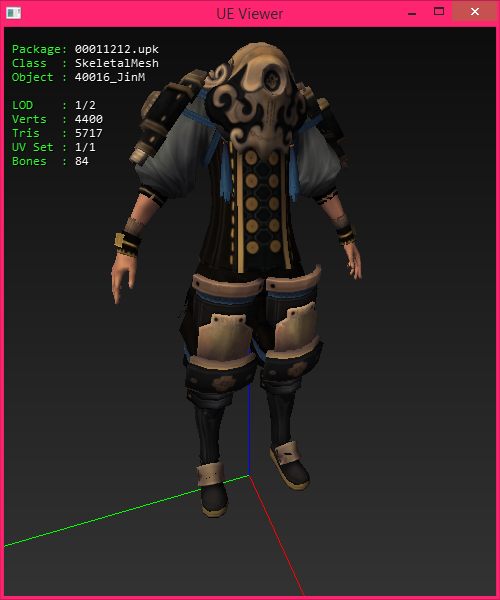 UE Viewer
Package: 00011212.upk
Class  : SkeletalMesh
Object : 40016_JinM
LOD    : 1/2
Verts  : 4400
Tris   : 5717
UV Set : 1/1
Bones  : 84